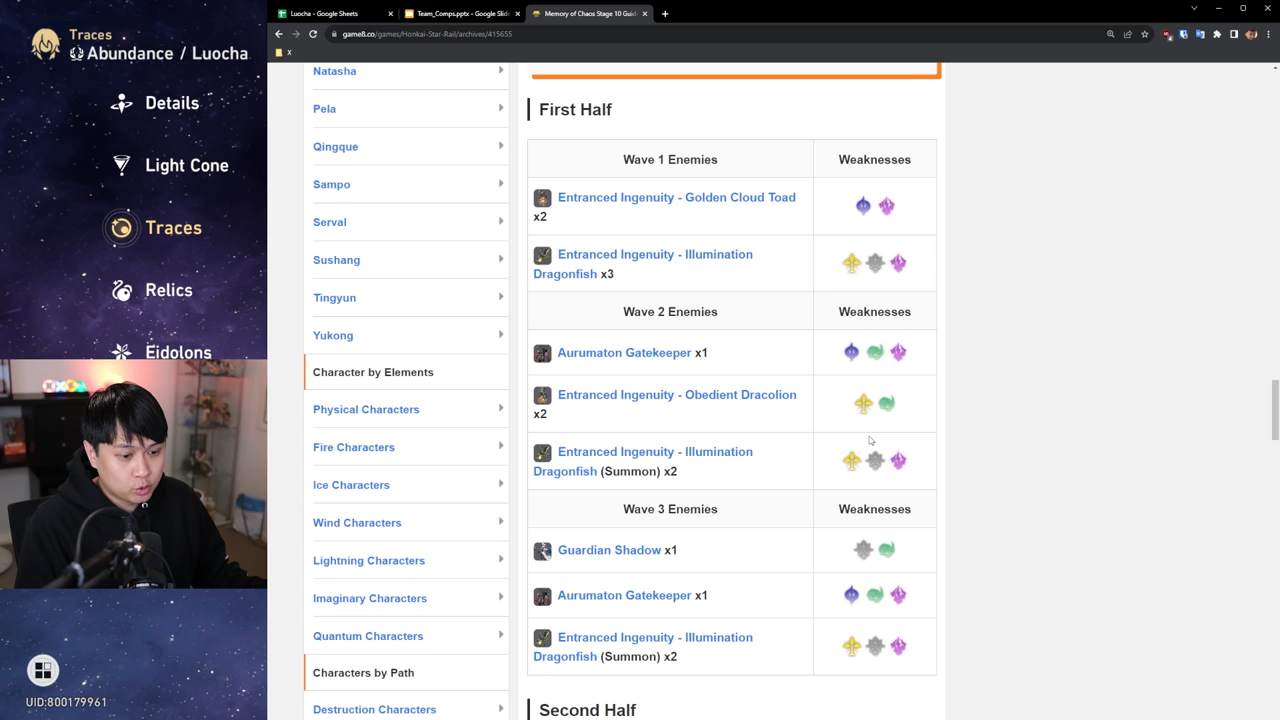 Traces
Abundance / Luocha
Details
Light Cone
Traces
Relics
Eidolons
UID:800179961
Luocha - Google Sheets
Team_Comps.pptx - Google Slid
Memory of Chaos Stage 10 Guid
game8.co/games/Honkai-Star-Rail/archives/415655
x
Natasha
Pela
Qingque
Sampo
Serval
Sushang
Tingyun
Yukong
Character by Elements
Physical Characters
Fire Characters
Ice Characters
Wind Characters
Lightning Characters
Imaginary Characters
Quantum Characters
Characters by Path
Destruction Characters
First Half
Wave 1 Enemies Weaknesses
Entranced Ingenuity - Golden Cloud Toad
x2
Entranced Ingenuity - Illumination
Dragonfish x3
Wave 2 Enemies Weaknesses
Aurumaton Gatekeeper x1
Entranced Ingenuity - Obedient Dracolion
x2
Entranced Ingenuity - Illumination
Dragonfish (Summon) x2
Wave 3 Enemies Weaknesses
Guardian Shadow x1
Aurumaton Gatekeeper x1
Entranced Ingenuity - Illumination
Dragonfish (Summon) x2
Second Half